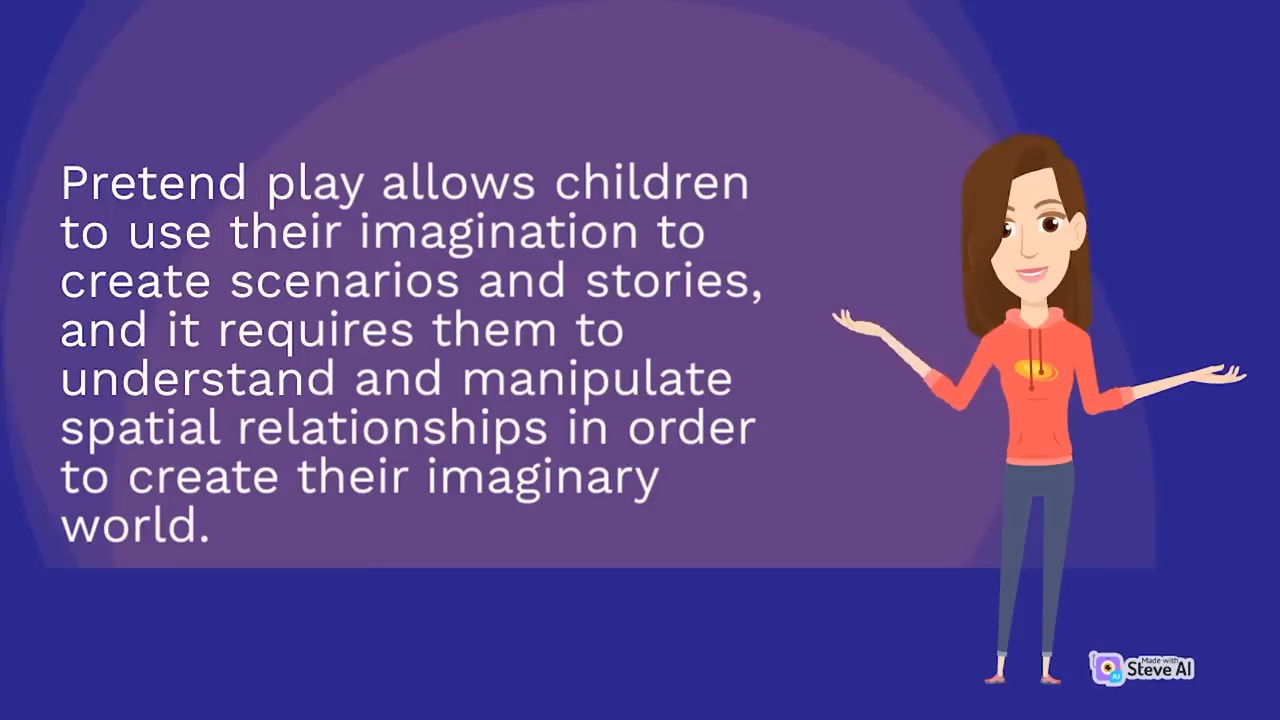 Pretend play allows children
to use their imagination to
create scenarios and stories,
and it requires them to
understand and manipulate
spatial relationships in order
to create their imaginary
world.
Made with
Steve AI
AI